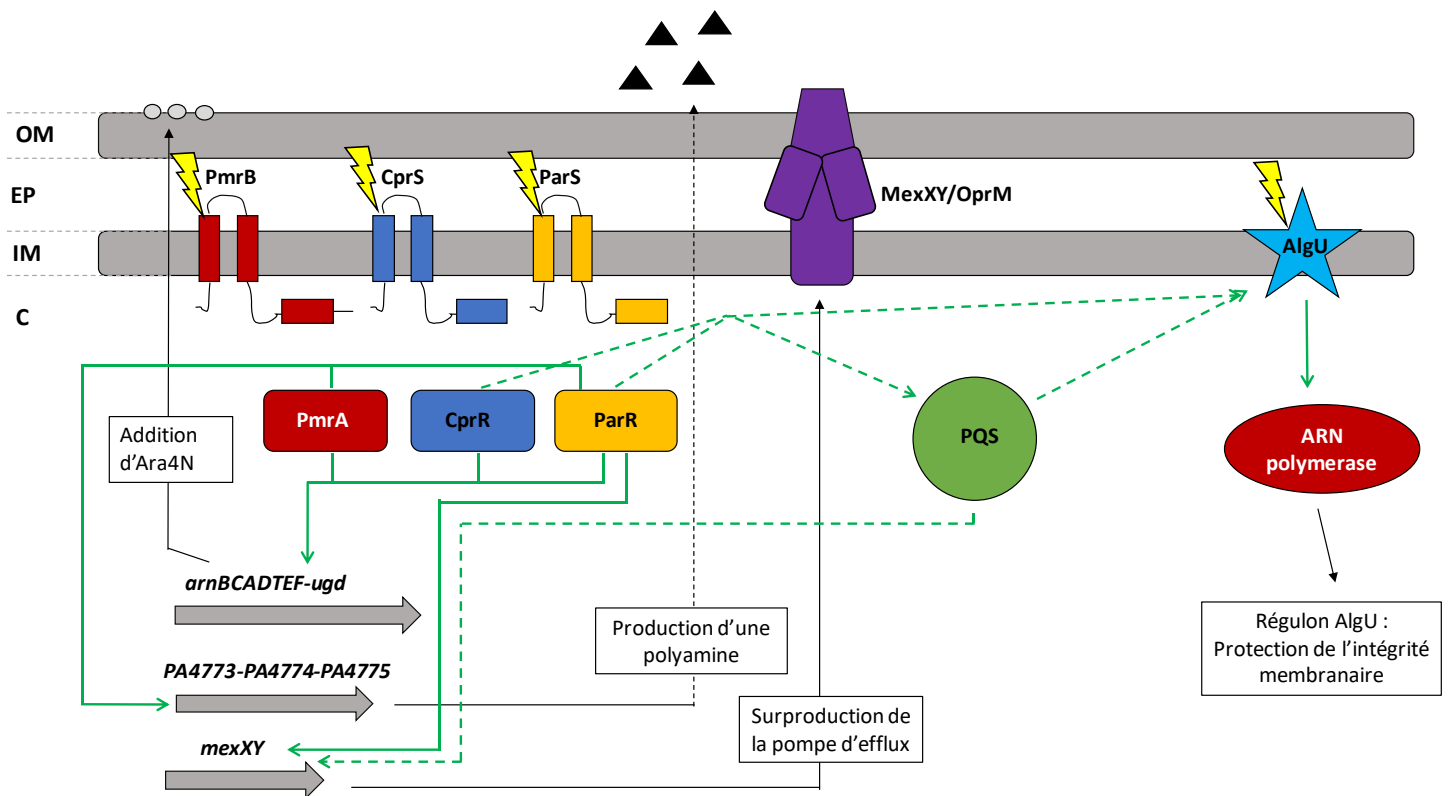 OM
PmrB
CprS
ParS
EP
MexXY/OprM
IM
AlgU
C
PmrA
CprR
ParR
PQS
ARN
polymerase
Addition
d’Ara4N
arnBCADTEF-ugd
Production d’une
polyamine
Régulon AlgU :
Protection de l’intégrité
membranaire
PA4773-PA4774-PA4775
Surproduction de
la pompe d’efflux
mexXY